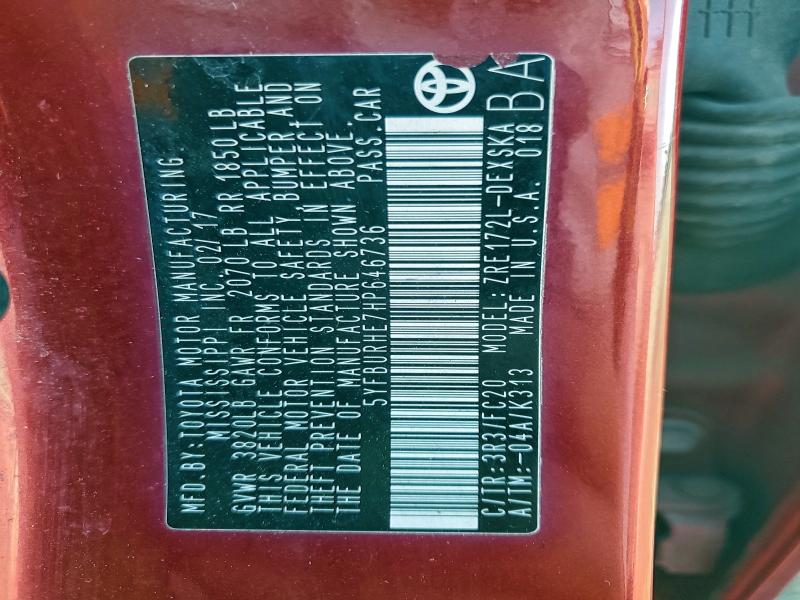 MFD.BY:TOYOTA MOTOR MANUFACTURING
MISSISSIPPI INC. 02/17
GVWR 3820LB GAWR FR 2070 LB RR 1850LB
THIS VEHICLE CONFORMS TO ALL APPLICABLE
FEDERAL MOTOR VEHICLE SAFETY, BUMPER, AND
THEFT PREVENTION STANDARDS IN EFFECT ON
THE DATE OF MANUFACTURE SHOWN ABOVE.
5YFBURHE7HP646736 PASS.CAR
C/TR:3R3/FC20 MODEL:ZRE172L-DEXSKA
A/TM:-04A/K313 MADE IN U.S.A. 018 BA